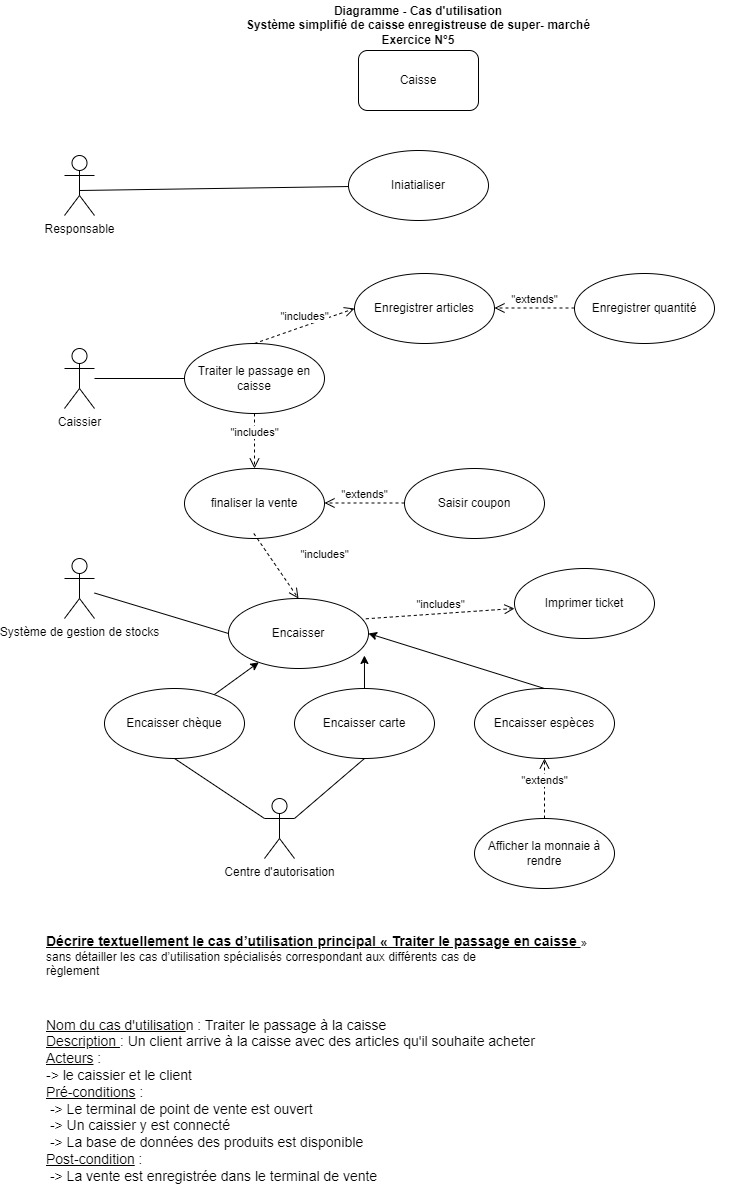 Diagramme - Cas d'utilisation
Système simplifié de caisse enregistreuse de super- marché
Exercice N°5
Caisse
Iniatialiser
Responsable
Enregistrer articles
"extends"
Enregistrer quantité
"includes"
Traiter le passage en
caisse
Caissier
"includes"
finaliser la vente
"extends"
Saisir coupon
"includes"
Système de gestion de stocks
Encaisser
"includes"
Imprimer ticket
Encaisser chèque
Encaisser carte
Encaisser espèces
"extends"
Afficher la monnaie à
rendre
Centre d'autorisation
Décrire textuellement le cas d’utilisation principal « Traiter le passage en caisse »
sans détailler les cas d’utilisation spécialisés correspondant aux différents cas de
règlement
Nom du cas d'utilisation : Traiter le passage à la caisse
Description : Un client arrive à la caisse avec des articles qu'il souhaite acheter
Acteurs :
-> le caissier et le client
Pré-conditions :
-> Le terminal de point de vente est ouvert
-> Un caissier y est connecté
-> La base de données des produits est disponible
Post-condition :
-> La vente est enregistrée dans le terminal de vente